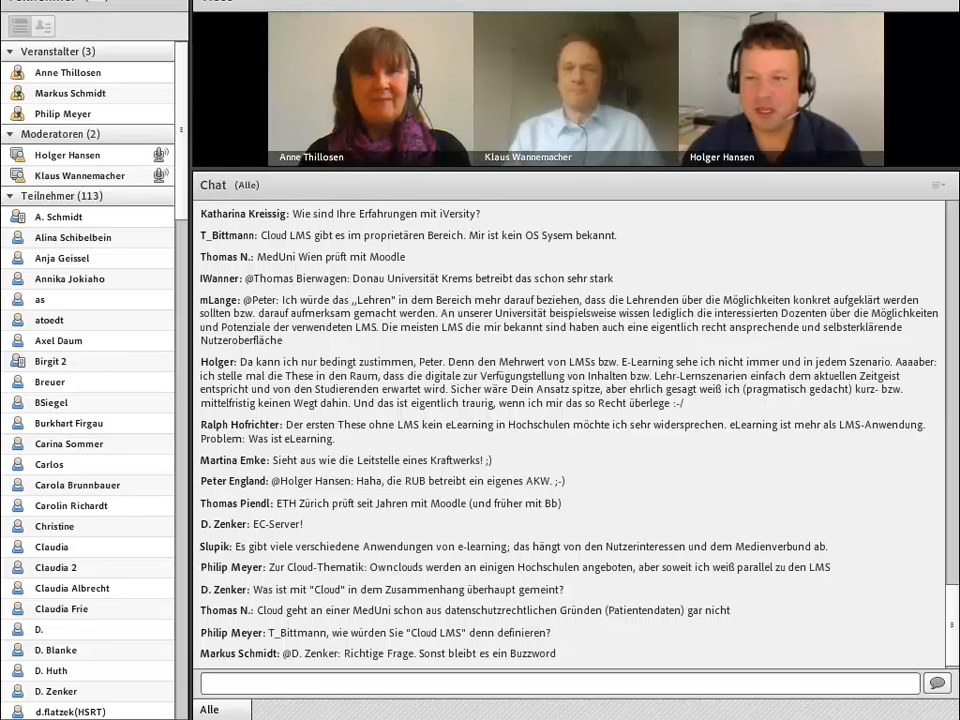 Veranstalter (3)
Anne Thillosen
Markus Schmidt
Philip Meyer
Moderatoren (2)
Holger Hansen
Klaus Wannemacher
Teilnehmer (113)
A. Schmidt
Alina Schibelbein
Anja Geissel
Annika Jokiaho
as
atoedt
Axel Daum
Birgit 2
Breuer
BSiegel
Burkhart Firgau
Carina Sommer
Carlos
Carola Brunnbauer
Carolin Richardt
Christine
Claudia
Claudia 2
Claudia Albrecht
Claudia Frie
D.
D. Blanke
D. Huth
D. Zenker
d.flatzek(HSRT)
Anne Thillosen
Klaus Wannemacher
Holger Hansen
Chat (Alle)
Katharina Kreissig: Wie sind Ihre Erfahrungen mit iVersity?
T_Bittmann: Cloud LMS gibt es im proprietären Bereich. Mir ist kein OS Sysem bekannt.
Thomas N.: MedUni Wien prüft mit Moodle
IWanner: @Thomas Bierwagen: Donau Universität Krems betreibt das schon sehr stark
mLange: @Peter: Ich würde das ,,Lehren" in dem Bereich mehr darauf beziehen, dass die Lehrenden über die Möglichkeiten konkret aufgeklärt werden
sollten bzw. darauf aufmerksam gemacht werden. An unserer Universität beispielsweise wissen lediglich die interessierten Dozenten über die Möglichkeiten
und Potenziale der verwendeten LMS. Die meisten LMS die mir bekannt sind haben auch eine eigentlich recht ansprechende und selbsterklärende
Nutzeroberfläche
Holger: Da kann ich nur bedingt zustimmen, Peter. Denn den Mehrwert von LMSs bzw. E-Learning sehe ich nicht immer und in jedem Szenario. Aaaaber:
ich stelle mal die These in den Raum, dass die digitale zur Verfügungstellung von Inhalten bzw. Lehr-Lernszenarien einfach dem aktuellen Zeitgeist
entspricht und von den Studierenden erwartet wird. Sicher wäre Dein Ansatz spitze, aber ehrlich gesagt weiß ich (pragmatisch gedacht) kurz- bzw.
mittelfristig keinen Wegt dahin. Und das ist eigentlich traurig, wenn ich mir das so Recht überlege :-/
Ralph Hofrichter: Der ersten These ohne LMS kein eLearning in Hochschulen möchte ich sehr widersprechen. eLearning ist mehr als LMS-Anwendung.
Problem: Was ist eLearning.
Martina Emke: Sieht aus wie die Leitstelle eines Kraftwerks! ;)
Peter England: @Holger Hansen: Haha, die RUB betreibt ein eigenes AKW. ;-)
Thomas Piendl: ETH Zürich prüft seit Jahren mit Moodle (und früher mit Bb)
D. Zenker: EC-Server!
Slupik: Es gibt viele verschiedene Anwendungen von e-learning; das hängt von den Nutzerinteressen und dem Medienverbund ab.
Philip Meyer: Zur Cloud-Thematik: Ownclouds werden an einigen Hochschulen angeboten, aber soweit ich weiß parallel zu den LMS
D. Zenker: Was ist mit "Cloud" in dem Zusammenhang überhaupt gemeint?
Thomas N.: Cloud geht an einer MedUni schon aus datenschutzrechtlichen Gründen (Patientendaten) gar nicht
Philip Meyer: T_Bittmann, wie würden Sie "Cloud LMS" denn definieren?
Markus Schmidt: @D. Zenker: Richtige Frage. Sonst bleibt es ein Buzzword
Alle